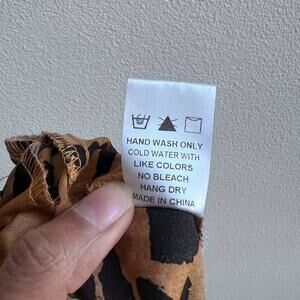 HAND WASH ONLY
COLD WATER WITH
LIKE COLORS
NO BLEACH
HANG DRY
MADE IN CHINA